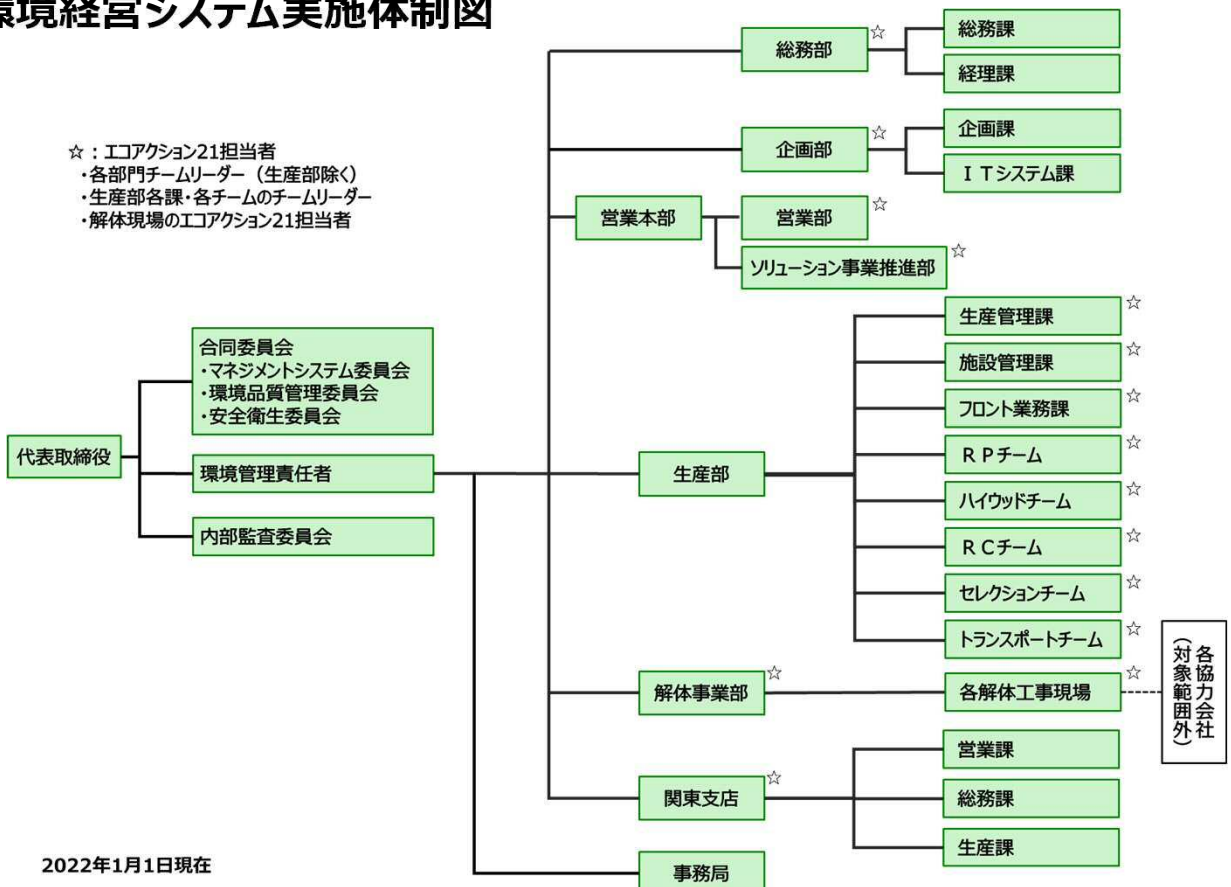 環境経営システム実施体制図
☆：エコアクション21担当者
・各部門チームリーダー（生産部除く）
・生産部各課・各チームのチームリーダー
・解体現場のエコアクション21担当者
代表取締役
合同委員会
・マネジメントシステム委員会
・環境品質管理委員会
・安全衛生委員会
環境管理責任者
内部監査委員会
総務部 ☆
総務課
経理課
企画部 ☆
企画課
ＩＴシステム課
営業本部
営業部 ☆
ソリューション事業推進部 ☆
生産部
生産管理課 ☆
施設管理課 ☆
フロント業務課 ☆
ＲＰチーム ☆
ハイウッドチーム ☆
ＲＣチーム ☆
セレクションチーム ☆
トランスポートチーム ☆
解体事業部 ☆
各解体工事現場 ☆
各協力会社
（対象範囲外）
関東支店 ☆
営業課
総務課
生産課
事務局
2022年1月1日現在